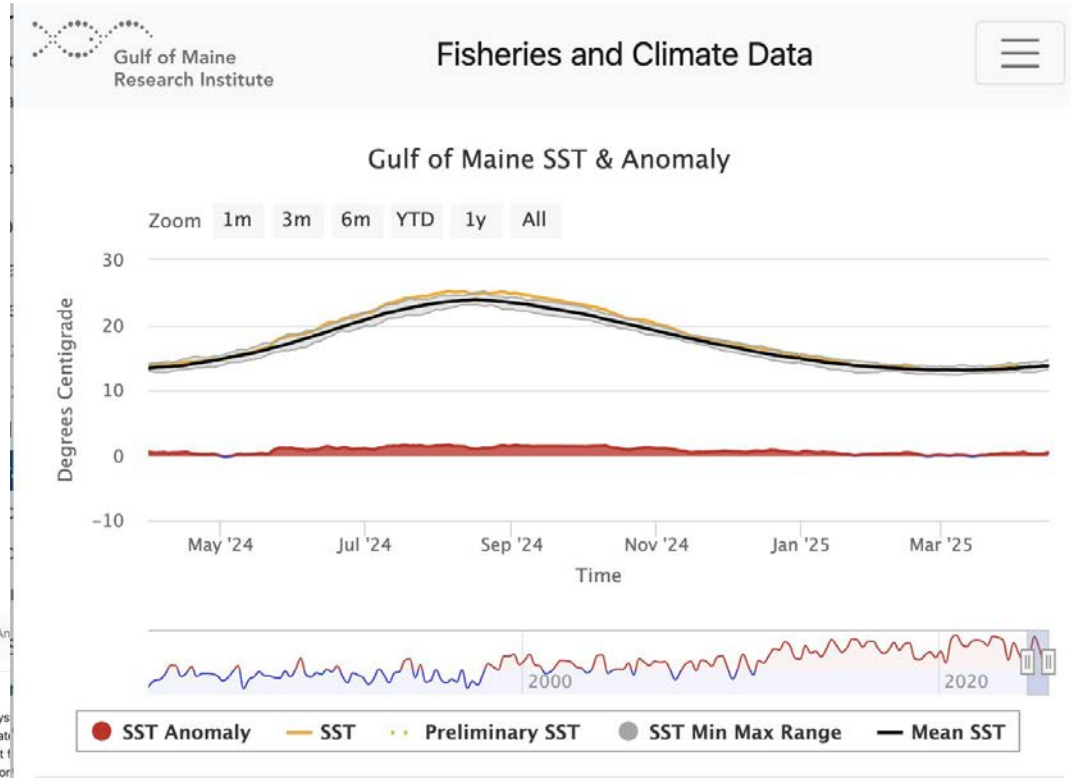 Gulf of Maine
Research Institute
Fisheries and Climate Data
Gulf of Maine SST & Anomaly
Zoom 1m 3m 6m YTD 1y All
Degrees Centigrade
30
20
10
0
−10
May '24 Jul '24 Sep '24 Nov '24 Jan '25 Mar '25
Time
2000 2020
SST Anomaly SST Preliminary SST SST Min Max Range Mean SST